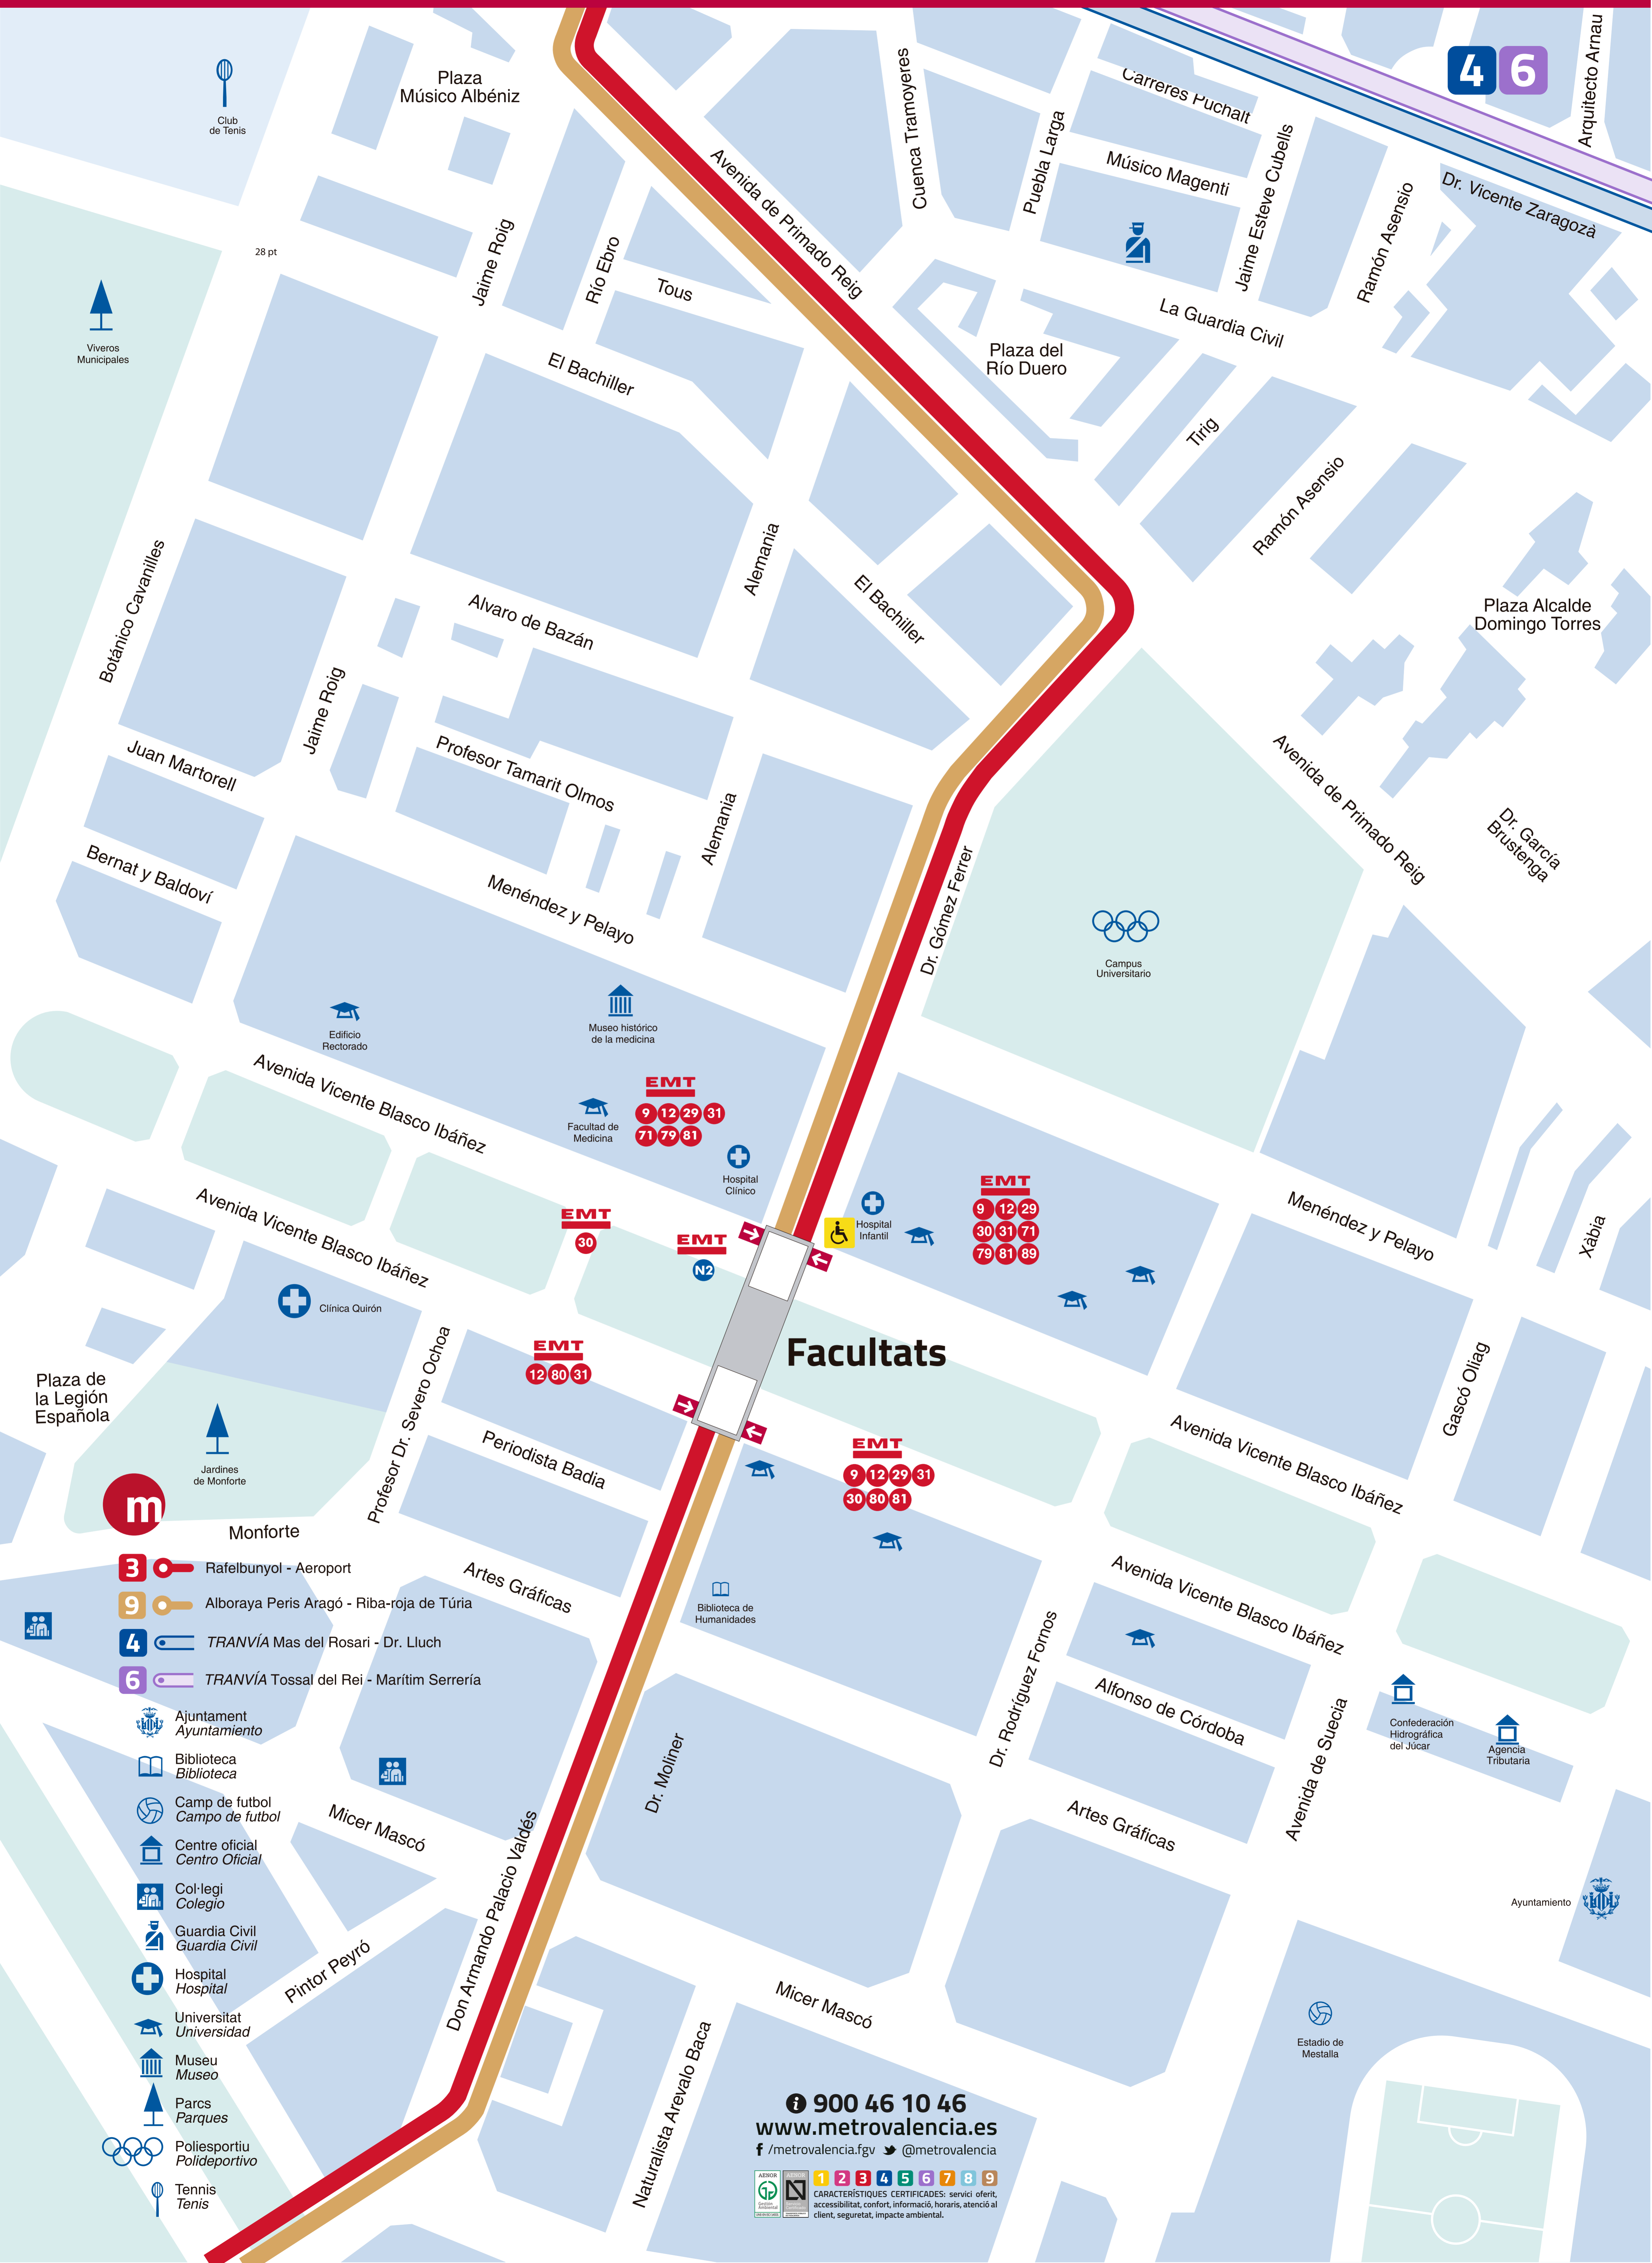 4 6
Arquitecto Arnau
Plaza
Músico Albéniz
Club
de Tenis
Carreres Puchalt
Cuenca Tramoyeres
Puebla Larga
Músico Magenti
Jaime Esteve Cubells
Ramón Asensio
Dr. Vicente Zaragozà
Avenida de Primado Reig
28 pt
Jaime Roig
Río Ebro
Tous
La Guardia Civil
Viveros
Municipales
Plaza del
Río Duero
El Bachiller
Tirig
Ramón Asensio
Alemania
Botánico Cavanilles
El Bachiller
Alvaro de Bazán
Plaza Alcalde
Domingo Torres
Jaime Roig
Juan Martorell
Profesor Tamarit Olmos
Alemania
Avenida de Primado Reig
Dr. García
Brustenga
Bernat y Baldoví
Menéndez y Pelayo
Dr. Gómez Ferrer
Campus
Universitario
Edificio
Rectorado
Museo histórico
de la medicina
Avenida Vicente Blasco Ibáñez
EMT
9 12 29 31
71 79 81
Facultad de
Medicina
Hospital
Clínico
Avenida Vicente Blasco Ibáñez
EMT
30
EMT
N2
Hospital
Infantil
EMT
9 12 29
30 31 71
79 81 89
Menéndez y Pelayo
Xàbia
Clínica Quirón
Facultats
EMT
12 80 31
Plaza de
la Legión
Española
Profesor Dr. Severo Ochoa
Gascó Oliag
Jardines
de Monforte
Periodista Badia
EMT
9 12 29 31
30 80 81
Avenida Vicente Blasco Ibáñez
m
Monforte
Artes Gráficas
Biblioteca de
Humanidades
Avenida Vicente Blasco Ibáñez
Dr. Rodríguez Fornos
Alfonso de Córdoba
Avenida de Suecia
Confederación
Hidrográfica
del Júcar
Agencia
Tributaria
Dr. Moliner
Artes Gráficas
Micer Mascó
Don Armando Palacio Valdés
Ayuntamiento
Pintor Peyró
Micer Mascó
Naturalista Arevalo Baca
Estadio de
Mestalla
3 Rafelbunyol - Aeroport
9 Alboraya Peris Aragó - Riba-roja de Túria
4 TRANVÍA Mas del Rosari - Dr. Lluch
6 TRANVÍA Tossal del Rei - Marítim Serrería
Ajuntament
Ayuntamiento
Biblioteca
Biblioteca
Camp de futbol
Campo de futbol
Centre oficial
Centro Oficial
Col·legi
Colegio
Guardia Civil
Guardia Civil
Hospital
Hospital
Universitat
Universidad
Museu
Museo
Parcs
Parques
Poliesportiu
Polideportivo
Tennis
Tenis
900 46 10 46
www.metrovalencia.es
/metrovalencia.fgv @metrovalencia
AENOR AENOR
1 2 3 4 5 6 7 8 9
CARACTERÍSTIQUES CERTIFICADES: servici oferit,
accessibilitat, confort, informació, horaris, atenció al
client, seguretat, impacte ambiental.